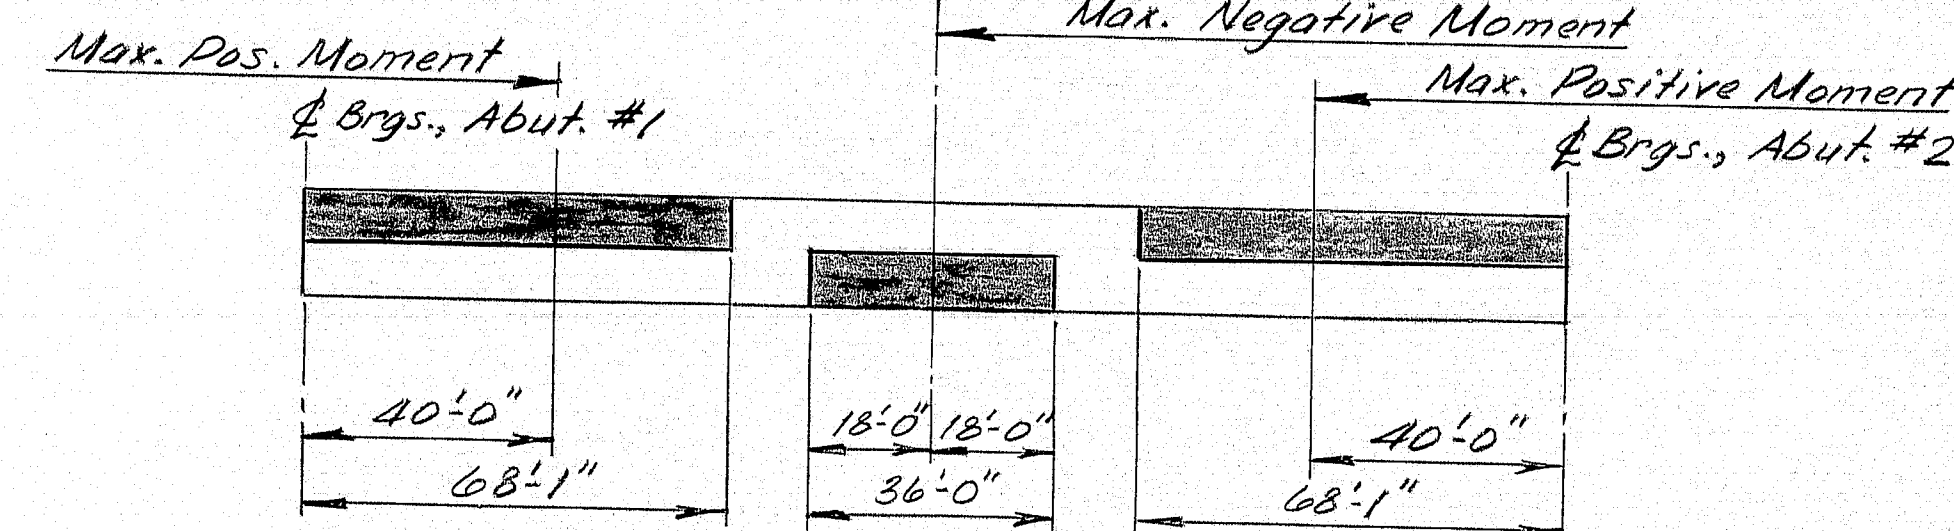 Max. Negative Moment
Max. Pos. Moment
Max. Positive Moment
℄ Brgs., Abut. #1
℄ Brgs., Abut. #2
40'-0"
18'-0" 18'-0"
40'-0"
68'-1"
36'-0"
68'-1"